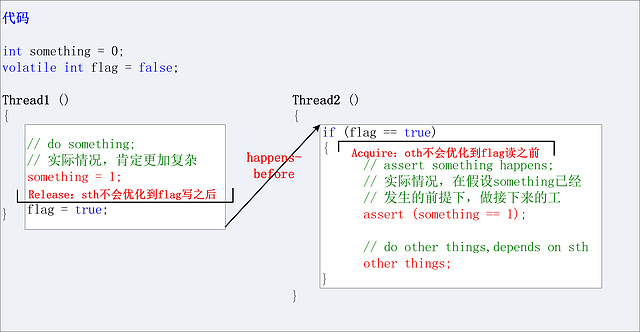 代码
int something = 0;
volatile int flag = false;
Thread1 ()
{
// do something;
// 实际情况，肯定更加复杂
something = 1;
Release：sth不会优化到flag写之后
flag = true;
}
happens-
before
Thread2 ()
{
if (flag == true)
{
Acquire：oth不会优化到flag读之前
// assert something happens;
// 实际情况，在假设something已经
// 发生的前提下，做接下来的工
assert (something == 1);
// do other things,depends on sth
other things;
}
}